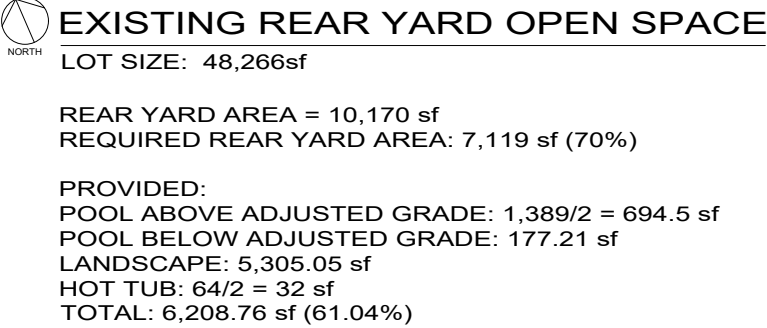 EXISTING REAR YARD OPEN SPACE
NORTH
LOT SIZE: 48,266sf
REAR YARD AREA = 10,170 sf
REQUIRED REAR YARD AREA: 7,119 sf (70%)
PROVIDED:
POOL ABOVE ADJUSTED GRADE: 1,389/2 = 694.5 sf
POOL BELOW ADJUSTED GRADE: 177.21 sf
LANDSCAPE: 5,305.05 sf
HOT TUB: 64/2 = 32 sf
TOTAL: 6,208.76 sf (61.04%)